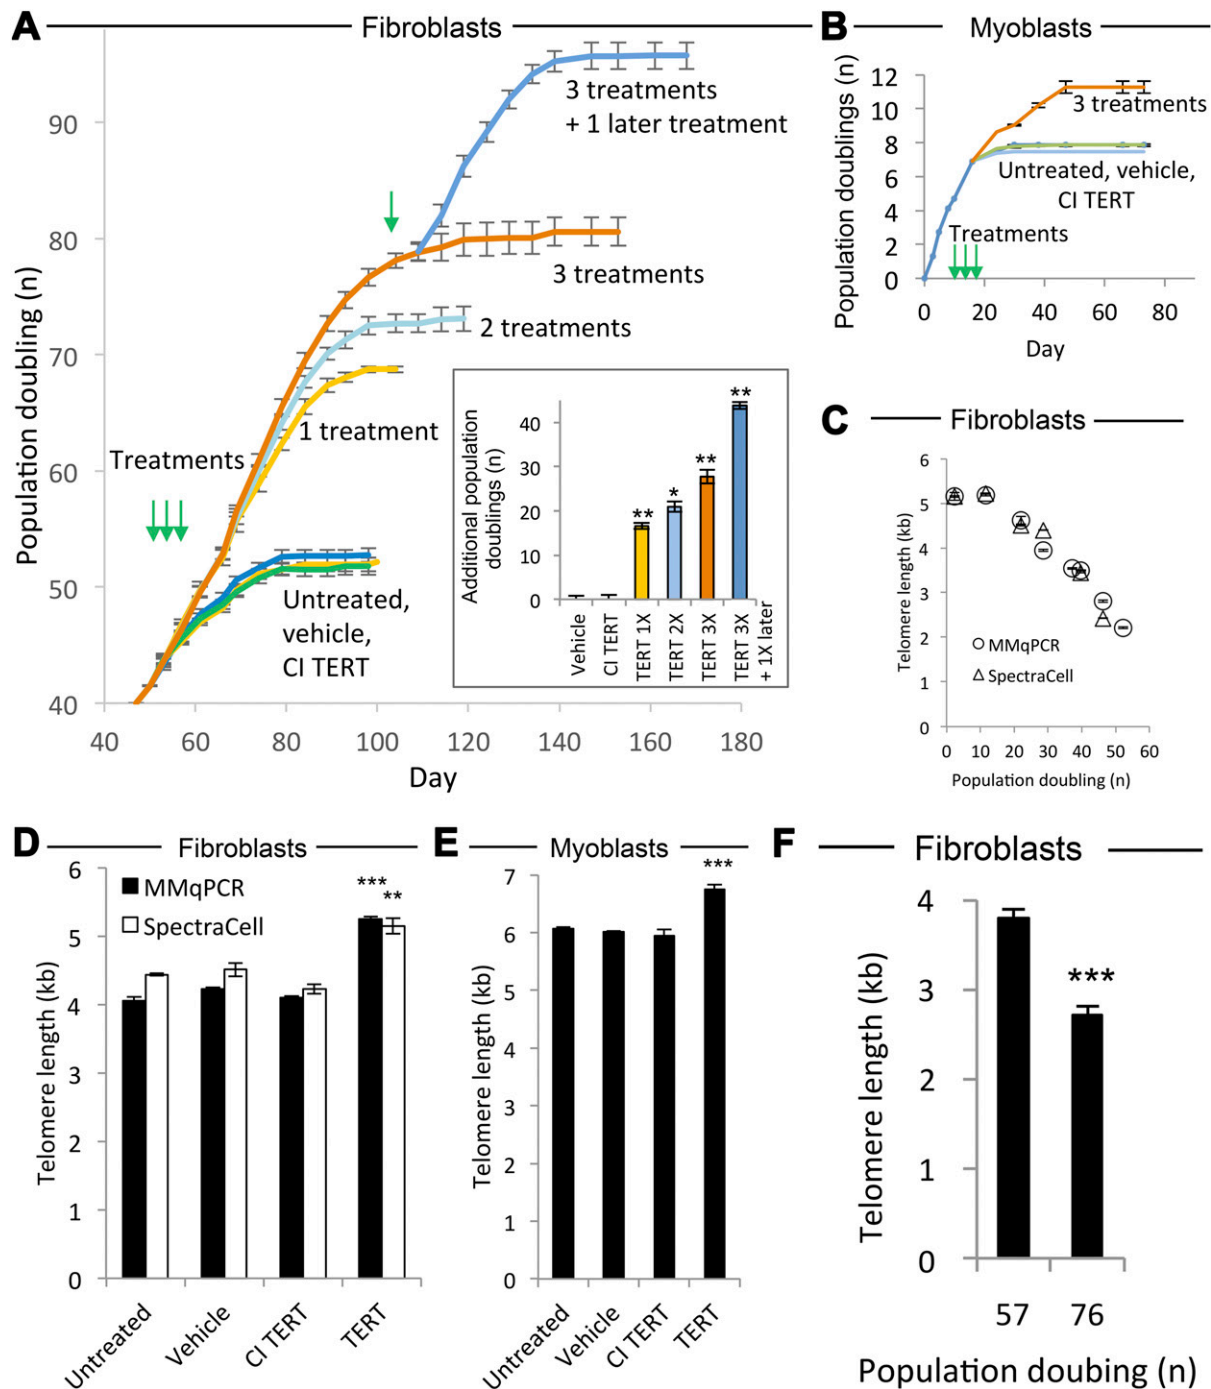 A
Fibroblasts
Population doubling (n)
90
80
70
60
50
40
40
60
80
100
120
140
160
180
Day
3 treatments
+ 1 later treatment
3 treatments
2 treatments
1 treatment
Treatments
Untreated,
vehicle,
CI TERT
Additional population
doublings (n)
40
30
20
10
0
**
*
**
**
Vehicle
CI TERT
TERT 1X
TERT 2X
TERT 3X
TERT 3X
+ 1X later
B
Myoblasts
Population doublings (n)
12
10
8
6
4
2
0
0
20
40
60
80
Day
3 treatments
Untreated, vehicle,
CI TERT
Treatments
C
Fibroblasts
Telomere length (kb)
6
5
4
3
2
1
0
MMqPCR
SpectraCell
0
10
20
30
40
50
60
Population doubling (n)
D
Fibroblasts
Telomere length (kb)
6
5
4
3
2
1
0
MMqPCR
SpectraCell
***
**
Untreated
Vehicle
CI TERT
TERT
E
Myoblasts
Telomere length (kb)
7
6
5
4
3
2
1
0
***
Untreated
Vehicle
CI TERT
TERT
F
Fibroblasts
Telomere length (kb)
4
3
2
1
0
***
57
76
Population doubing (n)